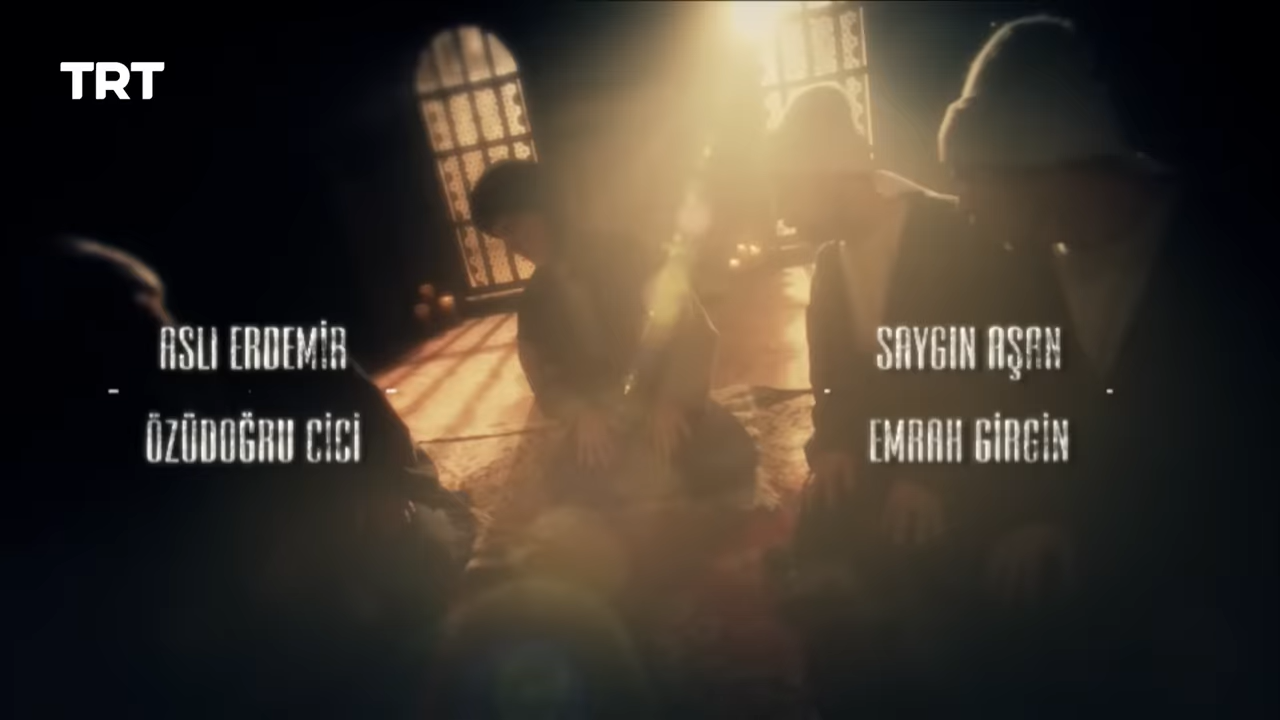 TRT
ASLI ERDEMİR
ÖZÜDOĞRU CİCİ
SAYGIN AŞAN
EMRAH GİRGİN